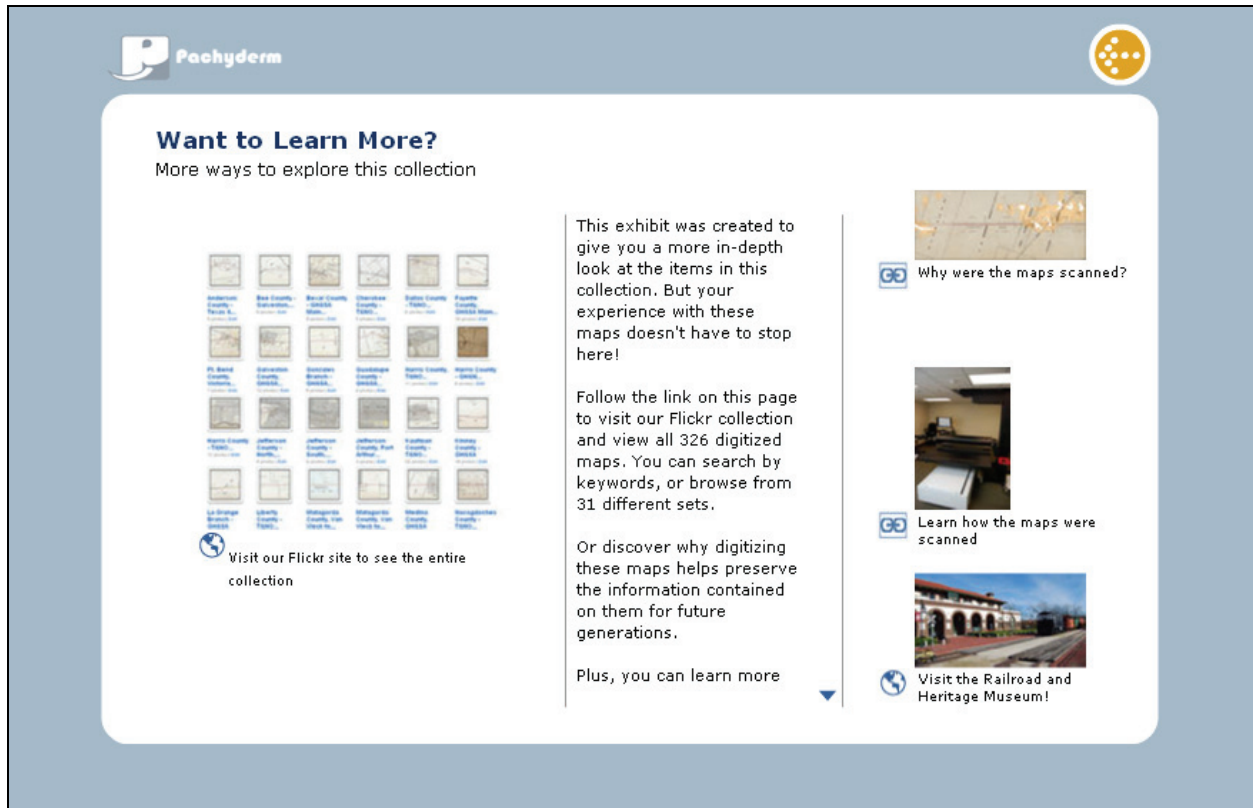 Pachyderm
Want to Learn More?
More ways to explore this collection
This exhibit was created to
give you a more in-depth
look at the items in this
collection. But your
experience with these
maps doesn't have to stop
here!
Follow the link on this page
to visit our Flickr collection
and view all 326 digitized
maps. You can search by
keywords, or browse from
31 different sets.
Or discover why digitizing
these maps helps preserve
the information contained
on them for future
generations.
Plus, you can learn more
Visit our Flickr site to see the entire
collection
Why were the maps scanned?
Learn how the maps were
scanned
Visit the Railroad and
Heritage Museum!